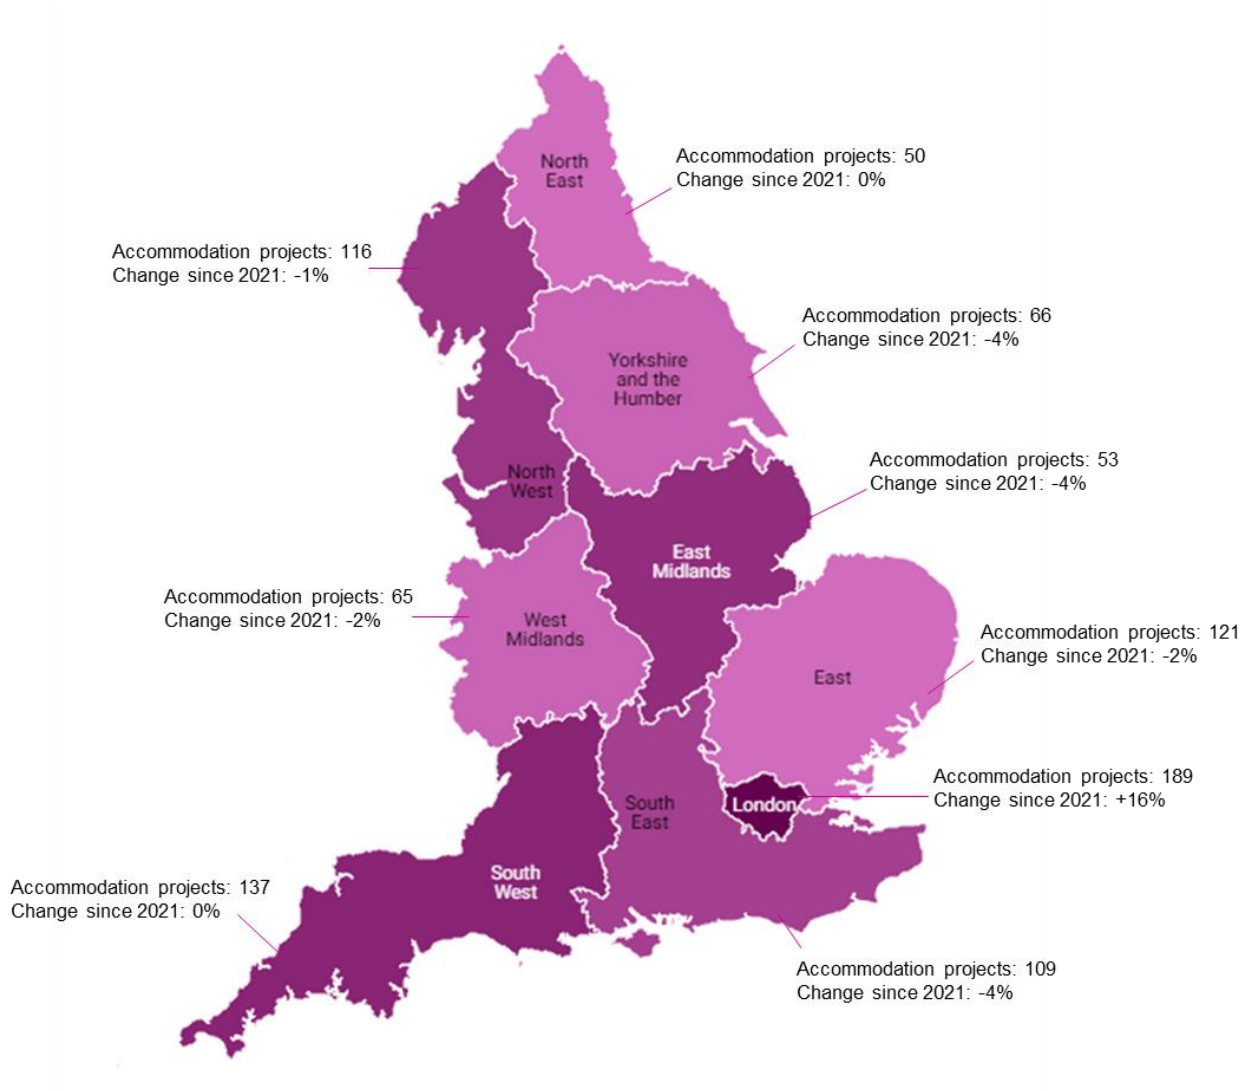 North
East
Accommodation projects: 50
Change since 2021: 0%
Accommodation projects: 116
Change since 2021: -1%
Accommodation projects: 66
Change since 2021: -4%
Yorkshire
and the
Humber
Accommodation projects: 53
Change since 2021: -4%
North
West
East
Midlands
Accommodation projects: 65
Change since 2021: -2%
West
Midlands
Accommodation projects: 121
Change since 2021: -2%
East
Accommodation projects: 189
Change since 2021: +16%
London
South
East
South
West
Accommodation projects: 137
Change since 2021: 0%
Accommodation projects: 109
Change since 2021: -4%